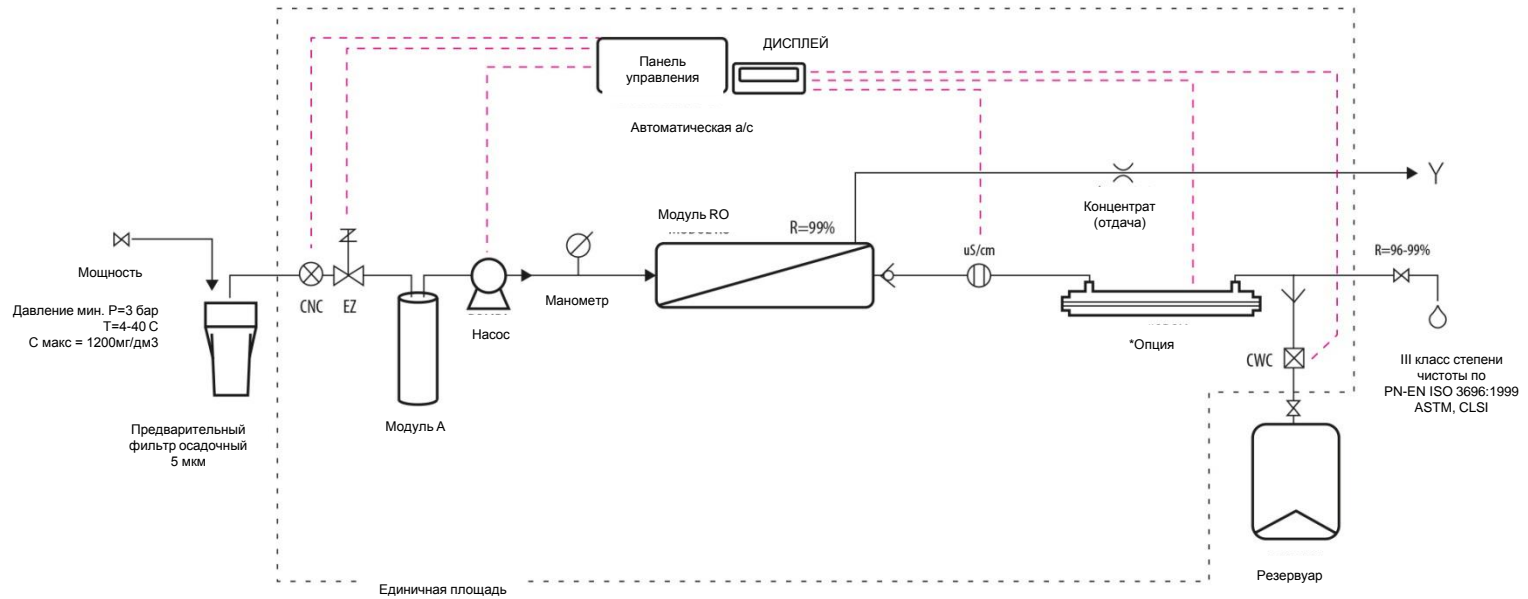 ДИСПЛЕЙ
Панель
управления
Автоматическая а/с
Y
Концентрат
(отдача)
Модуль RO
R=99%
uS/cm
R=96-99%
Мощность
Давление мин. P=3 бар
T=4-40 C
C макс = 1200мг/дм3
CNC
EZ
Манометр
Насос
*Опция
CWC
III класс степени
чистоты по
PN-EN ISO 3696:1999
ASTM, CLSI
Модуль A
Предварительный
фильтр осадочный
5 мкм
Резервуар
Единичная площадь